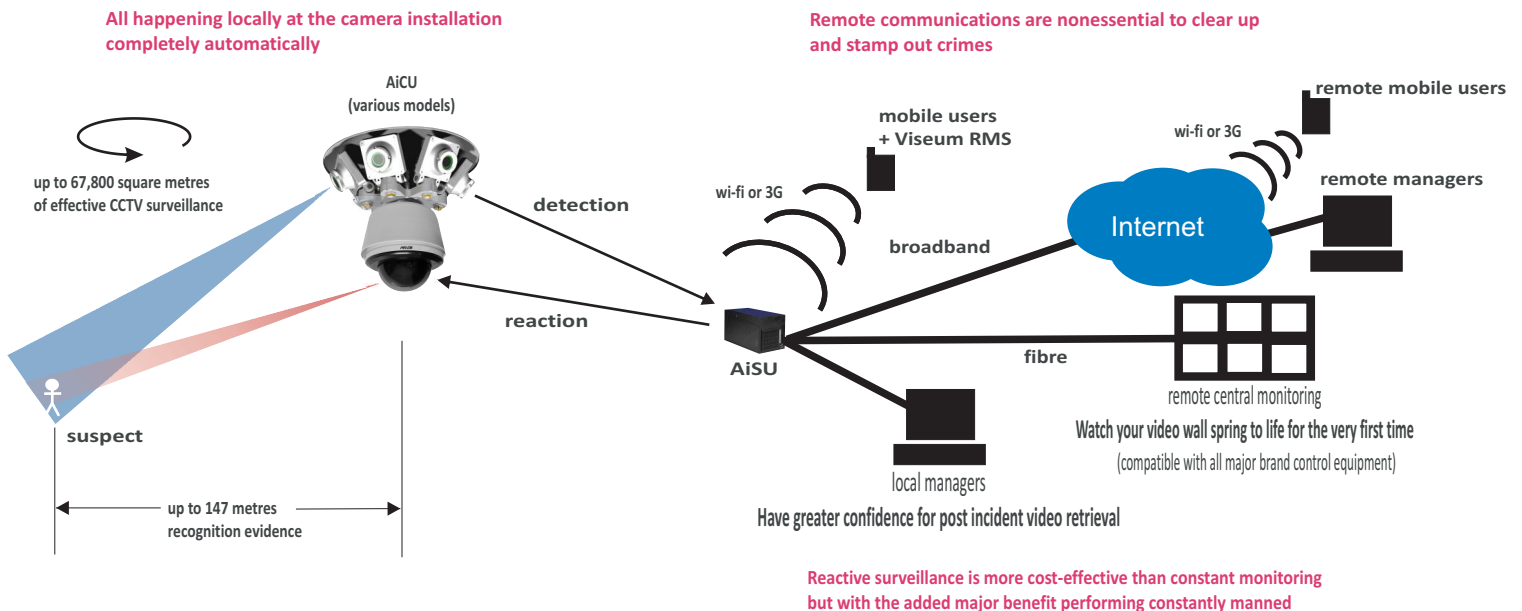 All happening locally at the camera installation
completely automatically
Remote communications are nonessential to clear up
and stamp out crimes
AiCU
(various models)
up to 67,800 square metres
of effective CCTV surveillance
detection
reaction
suspect
up to 147 metres
recognition evidence
wi-fi or 3G
mobile users
+ Viseum RMS
AiSU
broadband
Internet
wi-fi or 3G
remote mobile users
remote managers
fibre
remote central monitoring
Watch your video wall spring to life for the very first time
(compatible with all major brand control equipment)
local managers
Have greater confidence for post incident video retrieval
Reactive surveillance is more cost-effective than constant monitoring
but with the added major benefit performing constantly manned